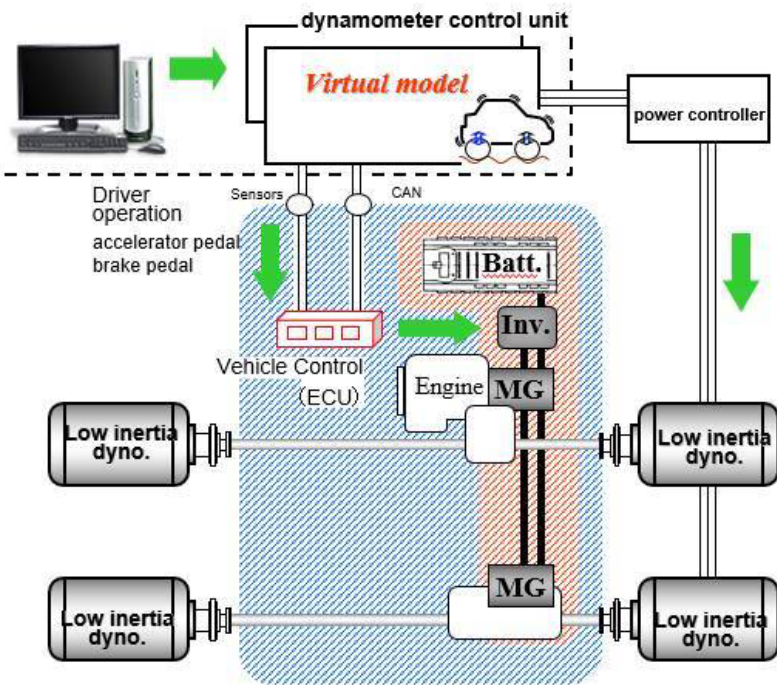 dynamometer control unit
Virtual model
power controller
Sensors
CAN
Driver
operation
accelerator pedal
brake pedal
Batt.
Inv.
Vehicle Control
(ECU)
Engine
MG
Low inertia
dyno.
Low inertia
dyno.
MG
Low inertia
dyno.
Low inertia
dyno.